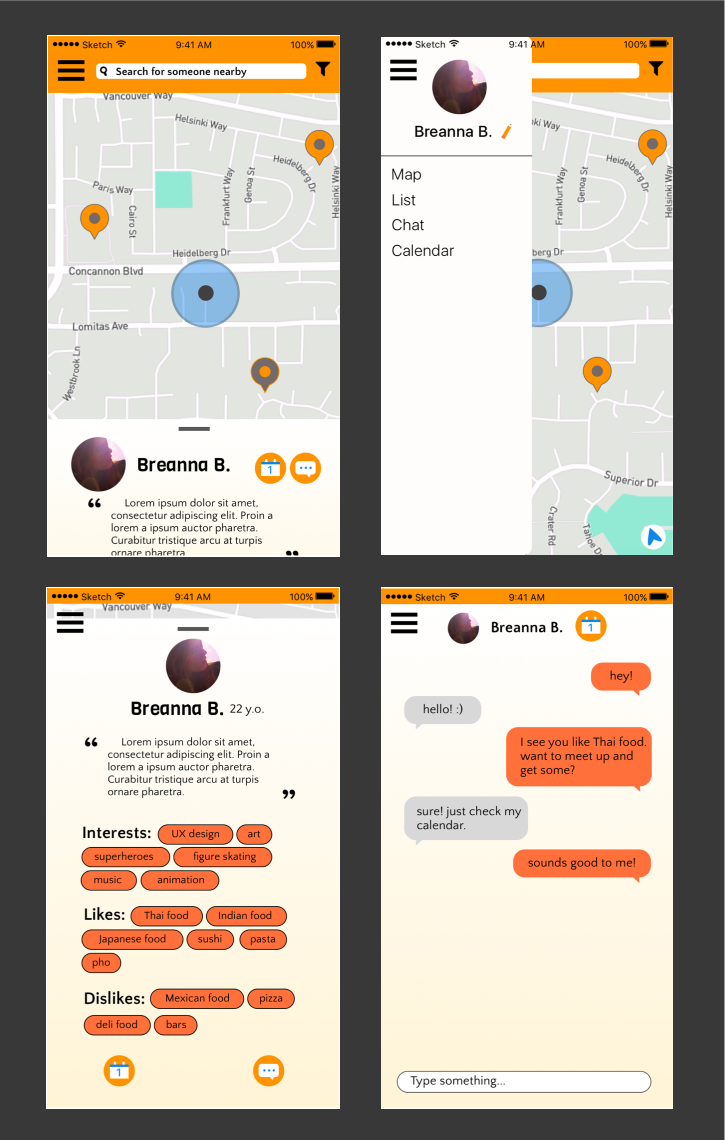 Sketch 9:41 AM 100%
Search for someone nearby
Vancouver Way
Helsinki Way
Heidelberg Dr
Helsinki Way
Paris Way
Cairo St
Frankfurt Way
Genoa St
Heidelberg Dr
Concannon Blvd
Lomitas Ave
Westbrook Ln
Breanna B.
1
“ Lorem ipsum dolor sit amet,
consectetur adipiscing elit. Proin a
lorem a ipsum auctor pharetra.
Curabitur tristique arcu at turpis
ornare pharetra ”
Sketch 9:41 AM 100%
Breanna B.
Map
List
Chat
Calendar
nki Way
Heidelberg Dr
Helsinki Way
Frankfurt Way
Genoa St
berg Dr
Superior Dr
Crater Rd
Tahoe Dr
Sketch 9:41 AM 100%
Vancouver Way
Breanna B. 22 y.o.
“ Lorem ipsum dolor sit amet,
consectetur adipiscing elit. Proin a
lorem a ipsum auctor pharetra.
Curabitur tristique arcu at turpis
ornare pharetra. ”
Interests: UX design art
superheroes figure skating
music animation
Likes: Thai food Indian food
Japanese food sushi pasta
pho
Dislikes: Mexican food pizza
deli food bars
1
Sketch 9:41 AM 100%
Breanna B. 1
hey!
hello! :)
I see you like Thai food.
want to meet up and
get some?
sure! just check my
calendar.
sounds good to me!
Type something...